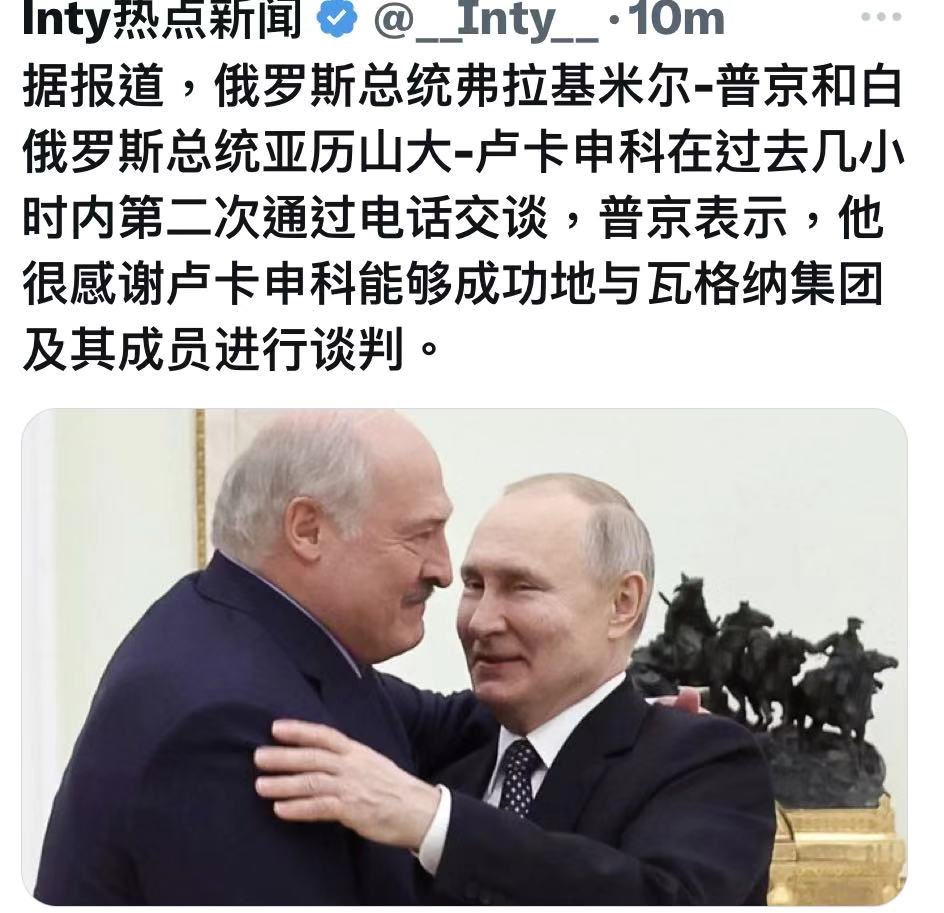 Inty热点新闻 @__Inty__ · 10m
据报道，俄罗斯总统弗拉基米尔-普京和白
俄罗斯总统亚历山大-卢卡申科在过去几小
时内第二次通过电话交谈，普京表示，他
很感谢卢卡申科能够成功地与瓦格纳集团
及其成员进行谈判。